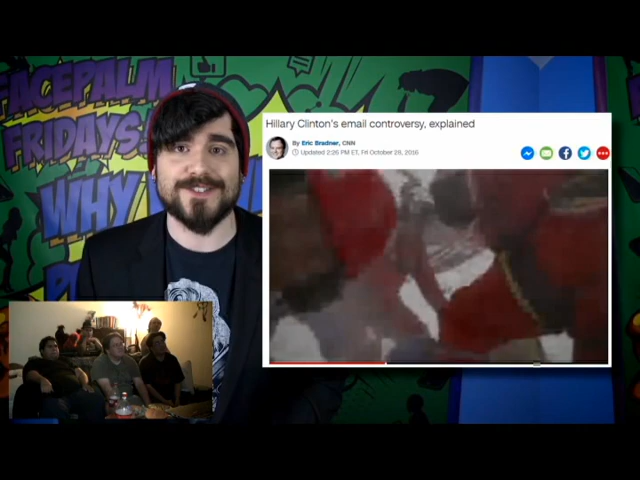 FACEPALM
FRIDAYS
WHY
Hillary Clinton's email controversy, explained
By Eric Bradner, CNN
Updated 2:26 PM ET, Fri October 28, 2016